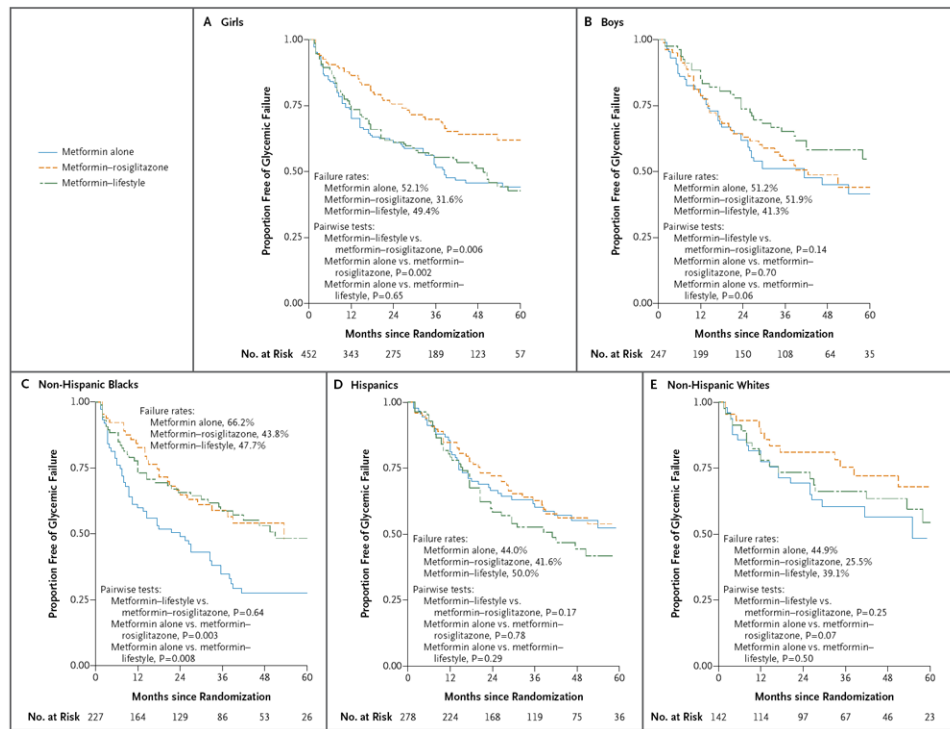 A Girls
1.00
0.75
0.50
0.25
0.00
Proportion Free of Glycemic Failure
Failure rates:
Metformin alone, 52.1%
Metformin–rosiglitazone, 31.6%
Metformin–lifestyle, 49.4%
Pairwise tests:
Metformin–lifestyle vs.
metformin–rosiglitazone, P=0.006
Metformin alone vs. metformin–
rosiglitazone, P=0.002
Metformin alone vs. metformin–
lifestyle, P=0.65
0 12 24 36 48 60
Months since Randomization
No. at Risk 452 343 275 189 123 57
B Boys
1.00
0.75
0.50
0.25
0.00
Proportion Free of Glycemic Failure
Failure rates:
Metformin alone, 51.2%
Metformin–rosiglitazone, 51.9%
Metformin–lifestyle, 41.3%
Pairwise tests:
Metformin–lifestyle vs.
metformin–rosiglitazone, P=0.14
Metformin alone vs. metformin–
rosiglitazone, P=0.70
Metformin alone vs. metformin–
lifestyle, P=0.06
0 12 24 36 48 60
Months since Randomization
No. at Risk 247 199 150 108 64 35
Metformin alone
Metformin–rosiglitazone
Metformin–lifestyle
C Non-Hispanic Blacks
1.00
0.75
0.50
0.25
0.00
Proportion Free of Glycemic Failure
Failure rates:
Metformin alone, 66.2%
Metformin–rosiglitazone, 43.8%
Metformin–lifestyle, 47.7%
Pairwise tests:
Metformin–lifestyle vs.
metformin–rosiglitazone, P=0.64
Metformin alone vs. metformin–
rosiglitazone, P=0.003
Metformin alone vs. metformin–
lifestyle, P=0.008
0 12 24 36 48 60
Months since Randomization
No. at Risk 227 164 129 86 53 26
D Hispanics
1.00
0.75
0.50
0.25
0.00
Proportion Free of Glycemic Failure
Failure rates:
Metformin alone, 44.0%
Metformin–rosiglitazone, 41.6%
Metformin–lifestyle, 50.0%
Pairwise tests:
Metformin–lifestyle vs.
metformin–rosiglitazone, P=0.17
Metformin alone vs. metformin–
rosiglitazone, P=0.78
Metformin alone vs. metformin–
lifestyle, P=0.29
0 12 24 36 48 60
Months since Randomization
No. at Risk 278 224 168 119 75 36
E Non-Hispanic Whites
1.00
0.75
0.50
0.25
0.00
Proportion Free of Glycemic Failure
Failure rates:
Metformin alone, 44.9%
Metformin–rosiglitazone, 25.5%
Metformin–lifestyle, 39.1%
Pairwise tests:
Metformin–lifestyle vs.
metformin–rosiglitazone, P=0.25
Metformin alone vs. metformin–
rosiglitazone, P=0.07
Metformin alone vs. metformin–
lifestyle, P=0.50
0 12 24 36 48 60
Months since Randomization
No. at Risk 142 114 97 67 46 23